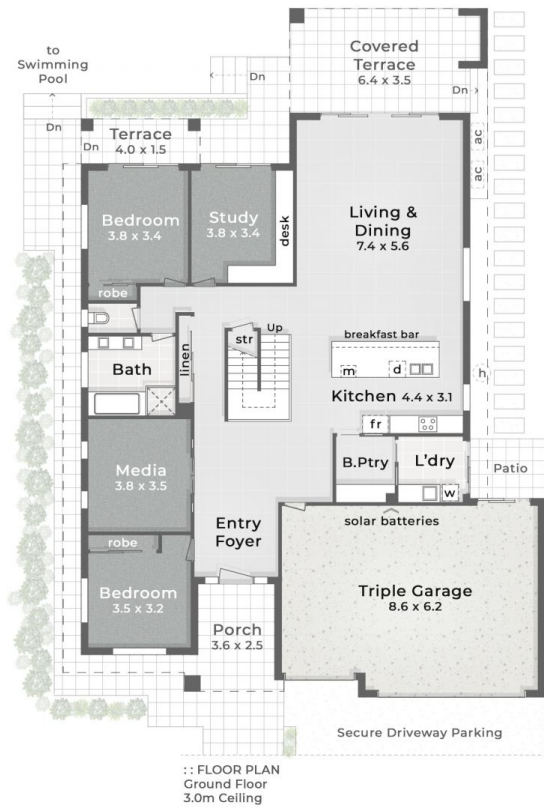 Covered
Terrace
6.4 x 3.5
to
Swimming
Pool
Dn
Dn
Dn
Dn
Terrace
4.0 x 1.5
ac
ac
Bedroom
3.8 x 3.4
Study
3.8 x 3.4
desk
Living &
Dining
7.4 x 5.6
robe
Up
str
linen
Bath
breakfast bar
m
d
h
Kitchen 4.4 x 3.1
fr
Media
3.8 x 3.5
B.Ptry
L'dry
w
Patio
solar batteries
Entry
Foyer
robe
Bedroom
3.5 x 3.2
Triple Garage
8.6 x 6.2
Porch
3.6 x 2.5
Secure Driveway Parking
:: FLOOR PLAN
Ground Floor
3.0m Ceiling